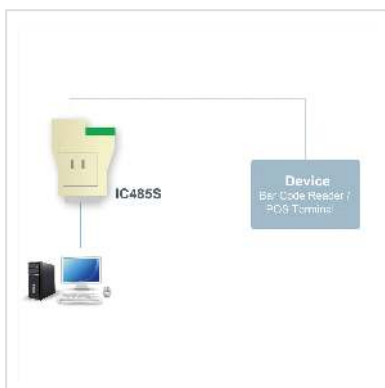 IC485S
Device
Bar Code Reader /
POS Terminal